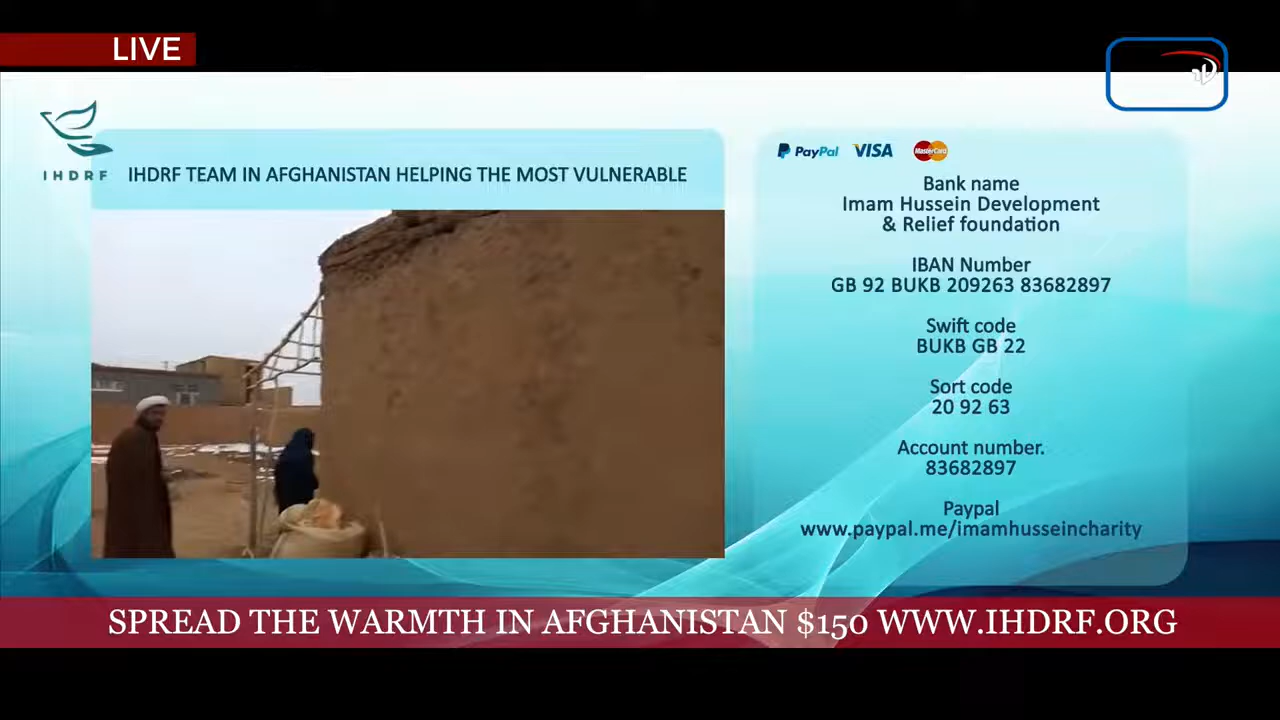 LIVE
IHDRF
IHDRF TEAM IN AFGHANISTAN HELPING THE MOST VULNERABLE
PayPal VISA MasterCard
Bank name
Imam Hussein Development
& Relief foundation
IBAN Number
GB 92 BUKB 209263 83682897
Swift code
BUKB GB 22
Sort code
20 92 63
Account number.
83682897
Paypal
www.paypal.me/imamhusseincharity
SPREAD THE WARMTH IN AFGHANISTAN $150 WWW.IHDRF.ORG